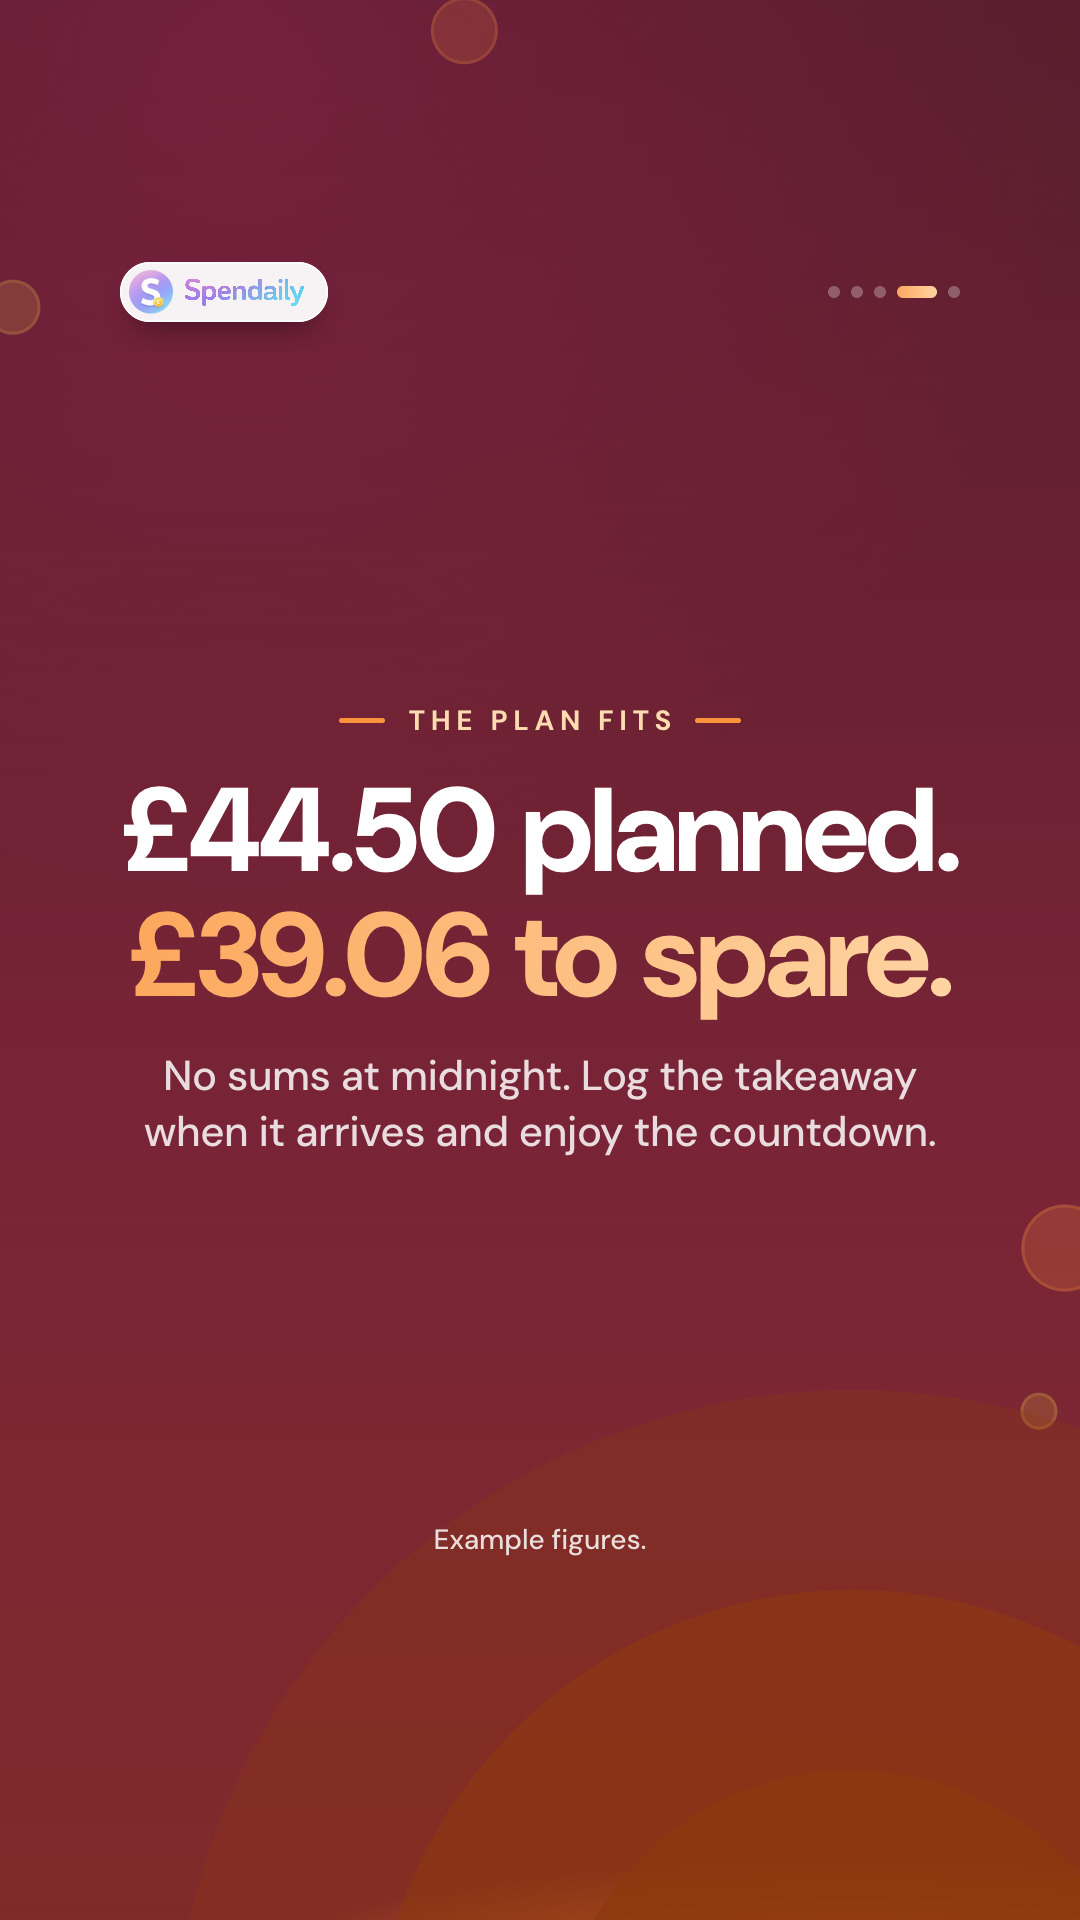 Spendaily
THE PLAN FITS
£44.50 planned.
£39.06 to spare.
No sums at midnight. Log the takeaway
when it arrives and enjoy the countdown.
Example figures.